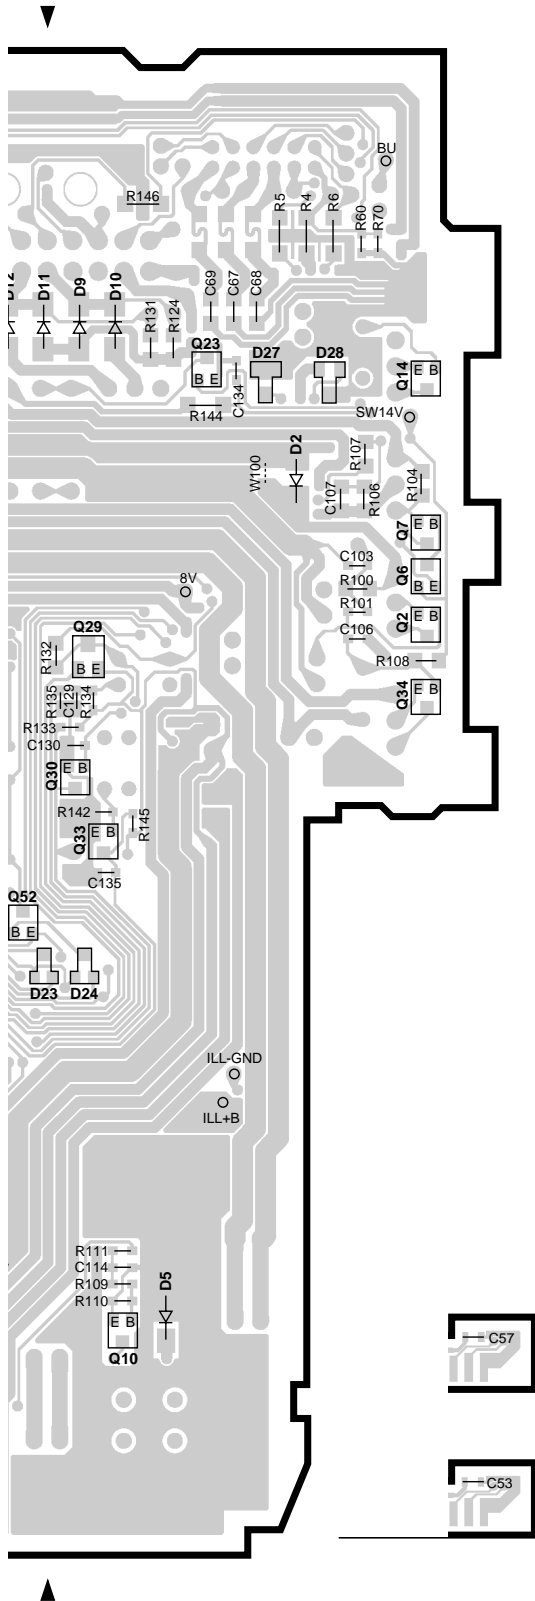 BU
R146
R5
R4
R6
R60
R70
D11
D9
D10
R131
R124
C69
C67
C68
Q23
B E
C134
D27
D28
E B
Q14
R144
SW14V
D2
W100
R107
C107
R106
R104
E B
Q7
C103
Q6
B E
8V
R100
R101
E B
Q2
C106
Q29
R132
B E
R108
R135
C129
R134
E B
Q34
R133
C130
E B
Q30
R142
R145
E B
Q33
C135
Q52
B E
D23
D24
ILL-GND
ILL+B
R111
C114
R109
R110
D5
E B
Q10
C57
C53